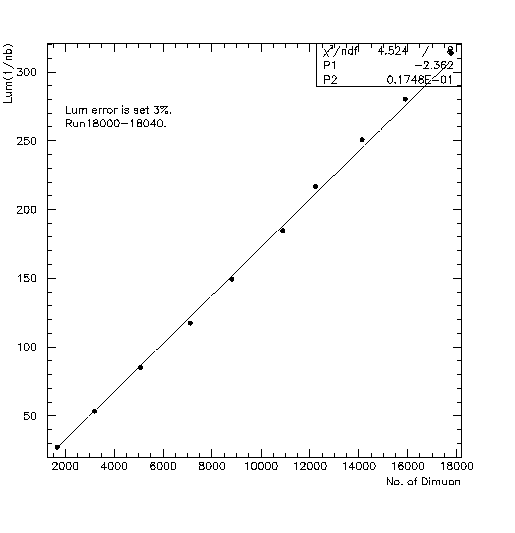 Lum(1/nb)
χ²/ndf 4.524 / 8
P1 −2.362
P2 0.1748E−01
Lum error is set 3%.
Run18000−18040.
300
250
200
150
100
50
2000 4000 6000 8000 10000 12000 14000 16000 18000
No. of Dimuon